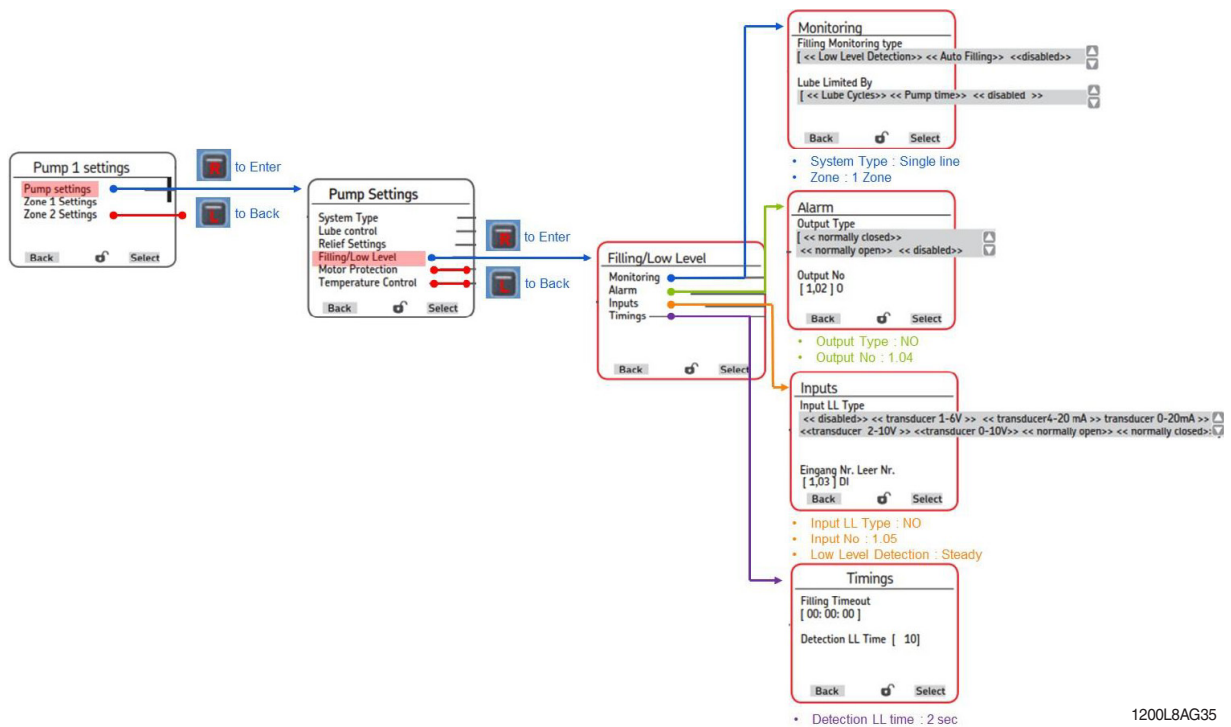 Pump 1 settings
Pump settings
Zone 1 Settings
Zone 2 Settings
Back Select
R to Enter
L to Back
Pump Settings
System Type
Lube control
Relief Settings
Filling/Low Level
Motor Protection
Temperature Control
Back Select
R to Enter
L to Back
Filling/Low Level
Monitoring
Alarm
Inputs
Timings
Back Select
Monitoring
Filling Monitoring type
[ << Low Level Detection>> << Auto Filling>> <<disabled>>
Lube Limited By
[ << Lube Cycles>> << Pump time>> << disabled >>
Back Select
• System Type : Single line
• Zone : 1 Zone
Alarm
Output Type
[ << normally closed>>
<< normally open>> << disabled>>
Output No
[ 1,02 ] O
Back Select
• Output Type : NO
• Output No : 1.04
Inputs
Input LL Type
<< disabled>> << transducer 1-6V >> << transducer4-20 mA >> transducer 0-20mA >>
<<transducer 2-10V >> <<transducer 0-10V>> << normally open>> << normally closed>>
Eingang Nr. Leer Nr.
[ 1,03 ] DI
Back Select
• Input LL Type : NO
• Input No : 1.05
• Low Level Detection : Steady
Timings
Filling Timeout
[ 00: 00: 00 ]
Detection LL Time [ 10]
Back Select
• Detection LL time : 2 sec
1200L8AG35